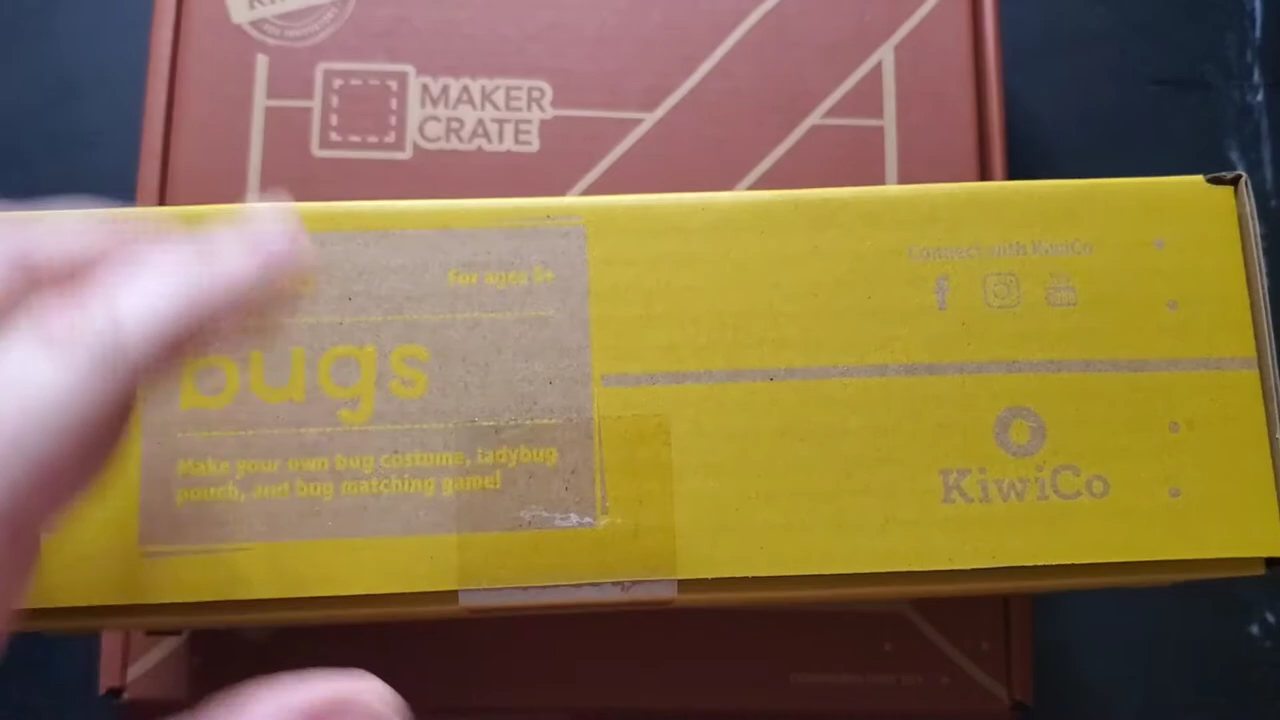 MAKER
CRATE
Connect with KiwiCo
for ages 5+
bugs
Make your own bug costume, ladybug
pouch, and bug matching game!
KiwiCo